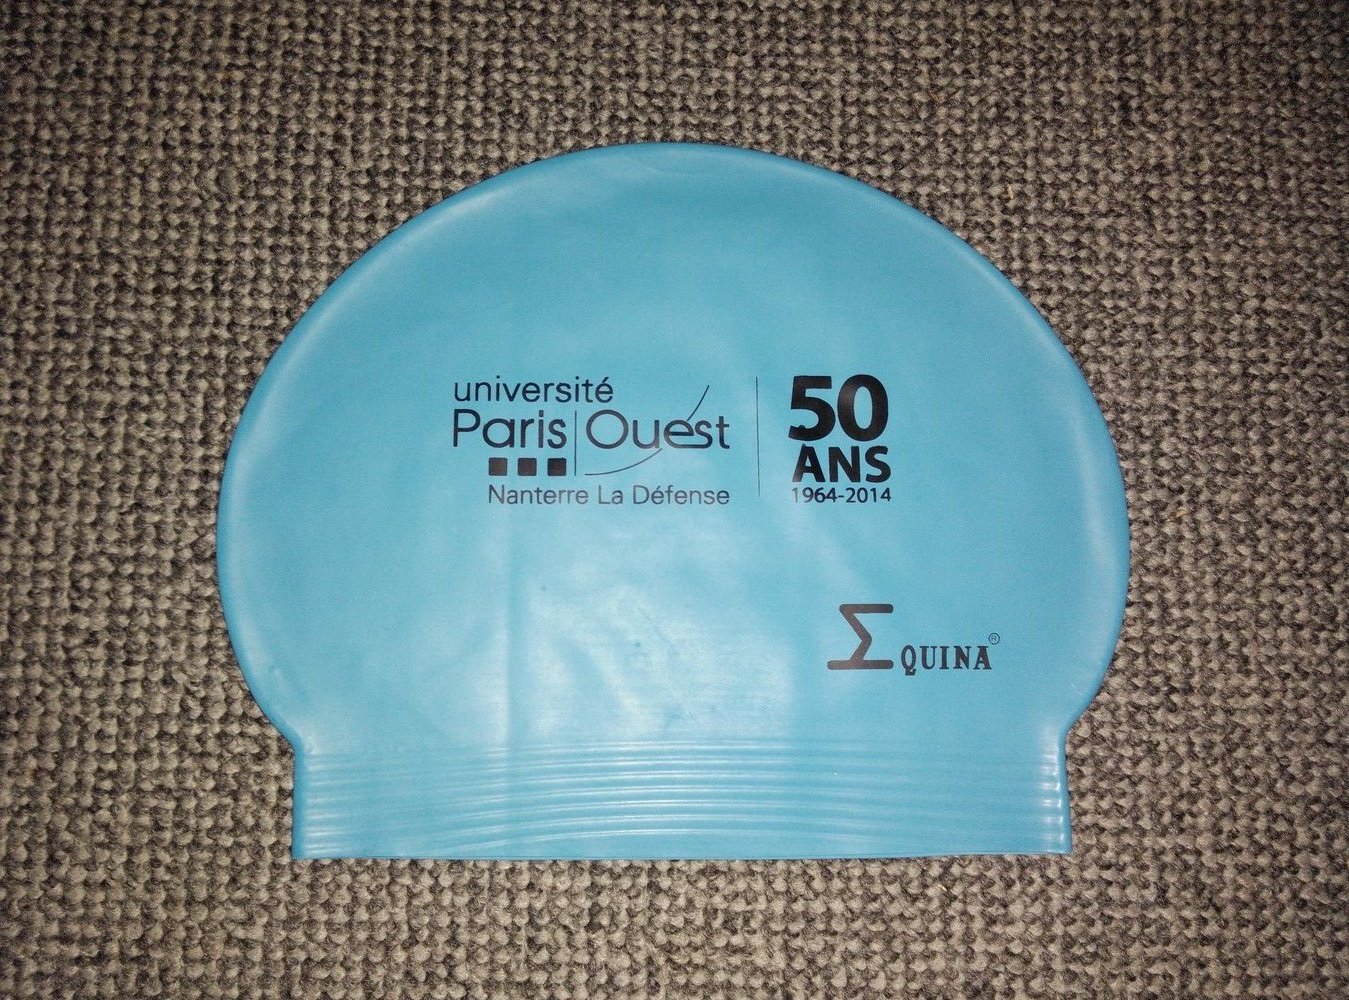 université
Paris Ouest
Nanterre La Défense
50
ANS
1964-2014
ΣQUINA®